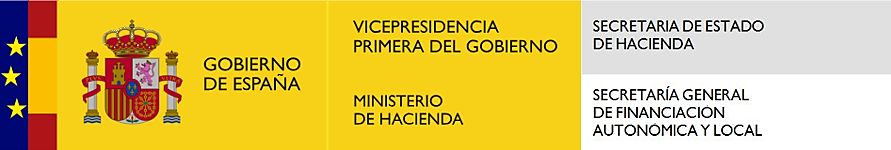 GOBIERNO
DE ESPAÑA
VICEPRESIDENCIA
PRIMERA DEL GOBIERNO
MINISTERIO
DE HACIENDA
SECRETARIA DE ESTADO
DE HACIENDA
SECRETARÍA GENERAL
DE FINANCIACIÓN
AUTONÓMICA Y LOCAL